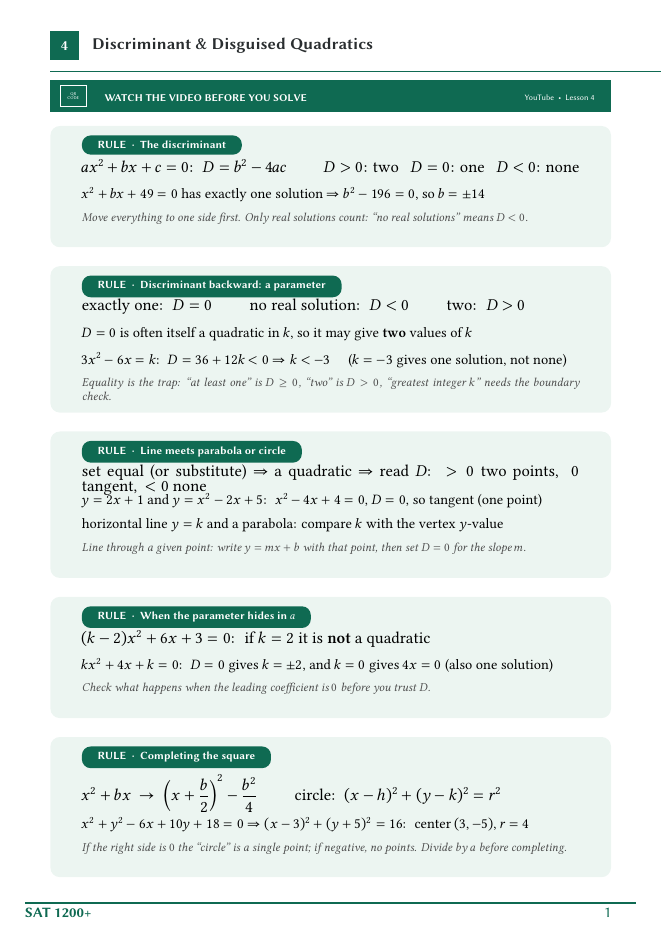 4 Discriminant & Disguised Quadratics
QR CODE WATCH THE VIDEO BEFORE YOU SOLVE YouTube • Lesson 4
RULE · The discriminant
ax² + bx + c = 0: D = b² − 4ac D > 0: two D = 0: one D < 0: none
x² + bx + 49 = 0 has exactly one solution ⇒ b² − 196 = 0, so b = ±14
Move everything to one side first. Only real solutions count: “no real solutions” means D < 0.
RULE · Discriminant backward: a parameter
exactly one: D = 0 no real solution: D < 0 two: D > 0
D = 0 is often itself a quadratic in k, so it may give two values of k
3x² − 6x = k: D = 36 + 12k < 0 ⇒ k < −3 (k = −3 gives one solution, not none)
Equality is the trap: “at least one” is D ≥ 0, “two” is D > 0, “greatest integer k” needs the boundary
check.
RULE · Line meets parabola or circle
set equal (or substitute) ⇒ a quadratic ⇒ read D: > 0 two points, 0
tangent, < 0 none
y = 2x + 1 and y = x² − 2x + 5: x² − 4x + 4 = 0, D = 0, so tangent (one point)
horizontal line y = k and a parabola: compare k with the vertex y-value
Line through a given point: write y = mx + b with that point, then set D = 0 for the slope m.
RULE · When the parameter hides in a
(k − 2)x² + 6x + 3 = 0: if k = 2 it is not a quadratic
kx² + 4x + k = 0: D = 0 gives k = ±2, and k = 0 gives 4x = 0 (also one solution)
Check what happens when the leading coefficient is 0 before you trust D.
RULE · Completing the square
x² + bx → (x + b/2)² − b²/4 circle: (x − h)² + (y − k)² = r²
x² + y² − 6x + 10y + 18 = 0 ⇒ (x − 3)² + (y + 5)² = 16: center (3, −5), r = 4
If the right side is 0 the “circle” is a single point; if negative, no points. Divide by a before completing.
SAT 1200+ 1